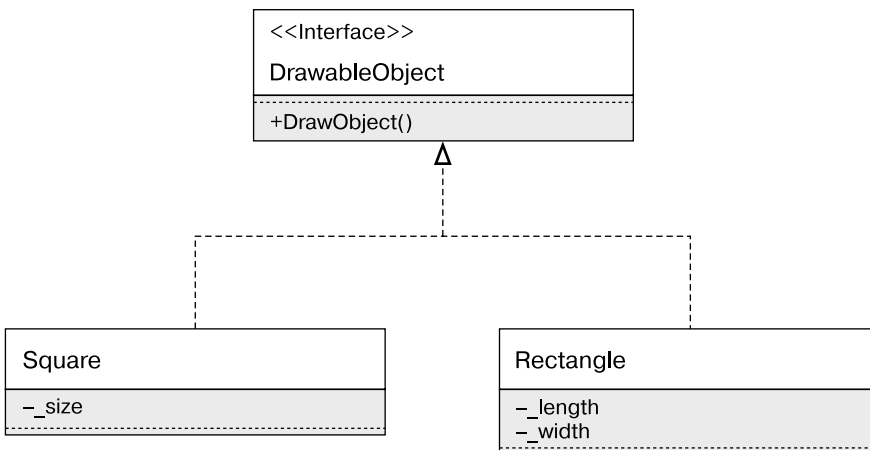 <<Interface>>
DrawableObject
+DrawObject()
Square
–_size
Rectangle
–_length
–_width